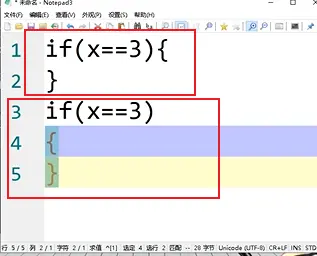 * 未命名 - Notepad3
文件(F) 编辑(E) 查看(V) 外观(P) 设置(S) 帮助(H)
1 if(x==3){
2 }
3 if(x==3)
4 {
5 }
行 5 / 5 列 2 / 1 字符 2 / 1 求值 ^[1] 选定 4 选行 2 匹配 -- 28 字节 Unicode (UTF-8) CR+LF INS STD